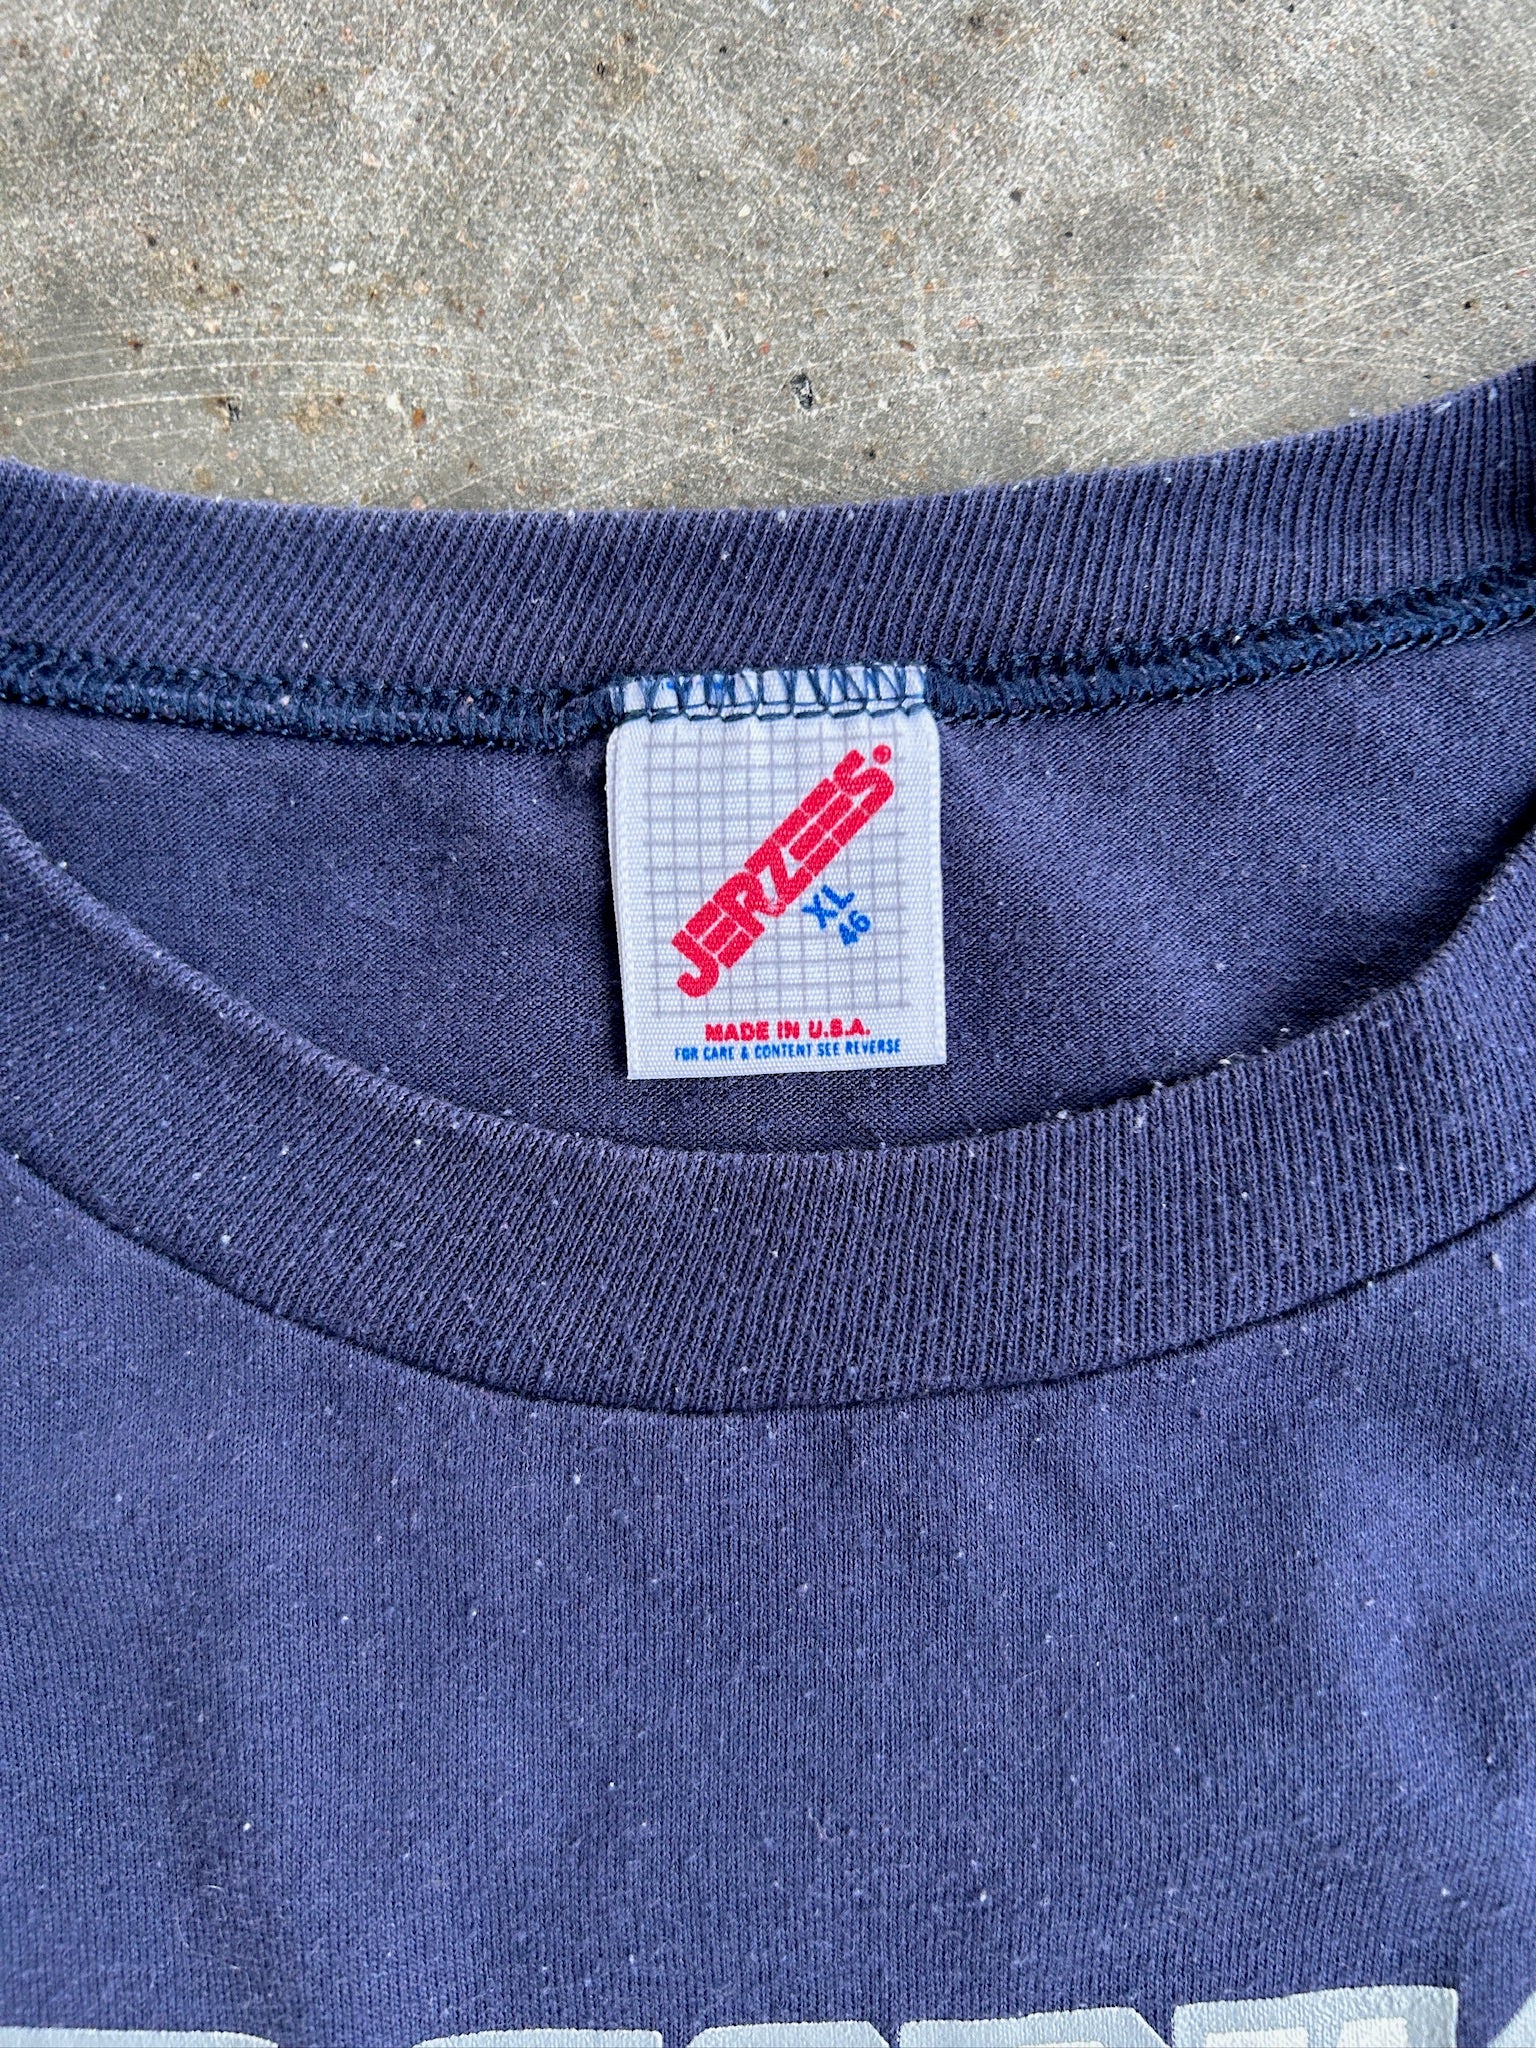 JERZEES
XL
46
MADE IN U.S.A.
FOR CARE & CONTENT SEE REVERSE